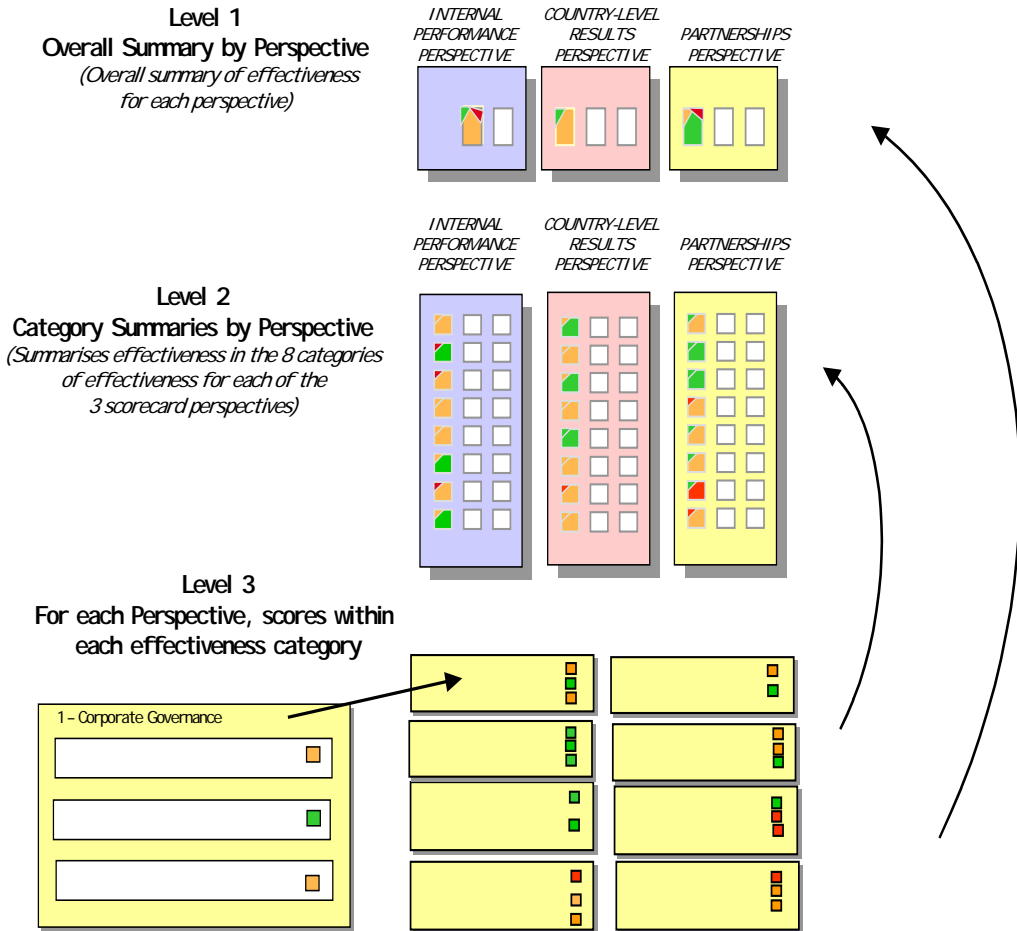 Level 1
Overall Summary by Perspective
(Overall summary of effectiveness
for each perspective)
INTERNAL
PERFORMANCE
PERSPECTIVE
COUNTRY-LEVEL
RESULTS
PERSPECTIVE
PARTNERSHIPS
PERSPECTIVE
Level 2
Category Summaries by Perspective
(Summarises effectiveness in the 8 categories
of effectiveness for each of the
3 scorecard perspectives)
INTERNAL
PERFORMANCE
PERSPECTIVE
COUNTRY-LEVEL
RESULTS
PERSPECTIVE
PARTNERSHIPS
PERSPECTIVE
Level 3
For each Perspective, scores within
each effectiveness category
1 – Corporate Governance